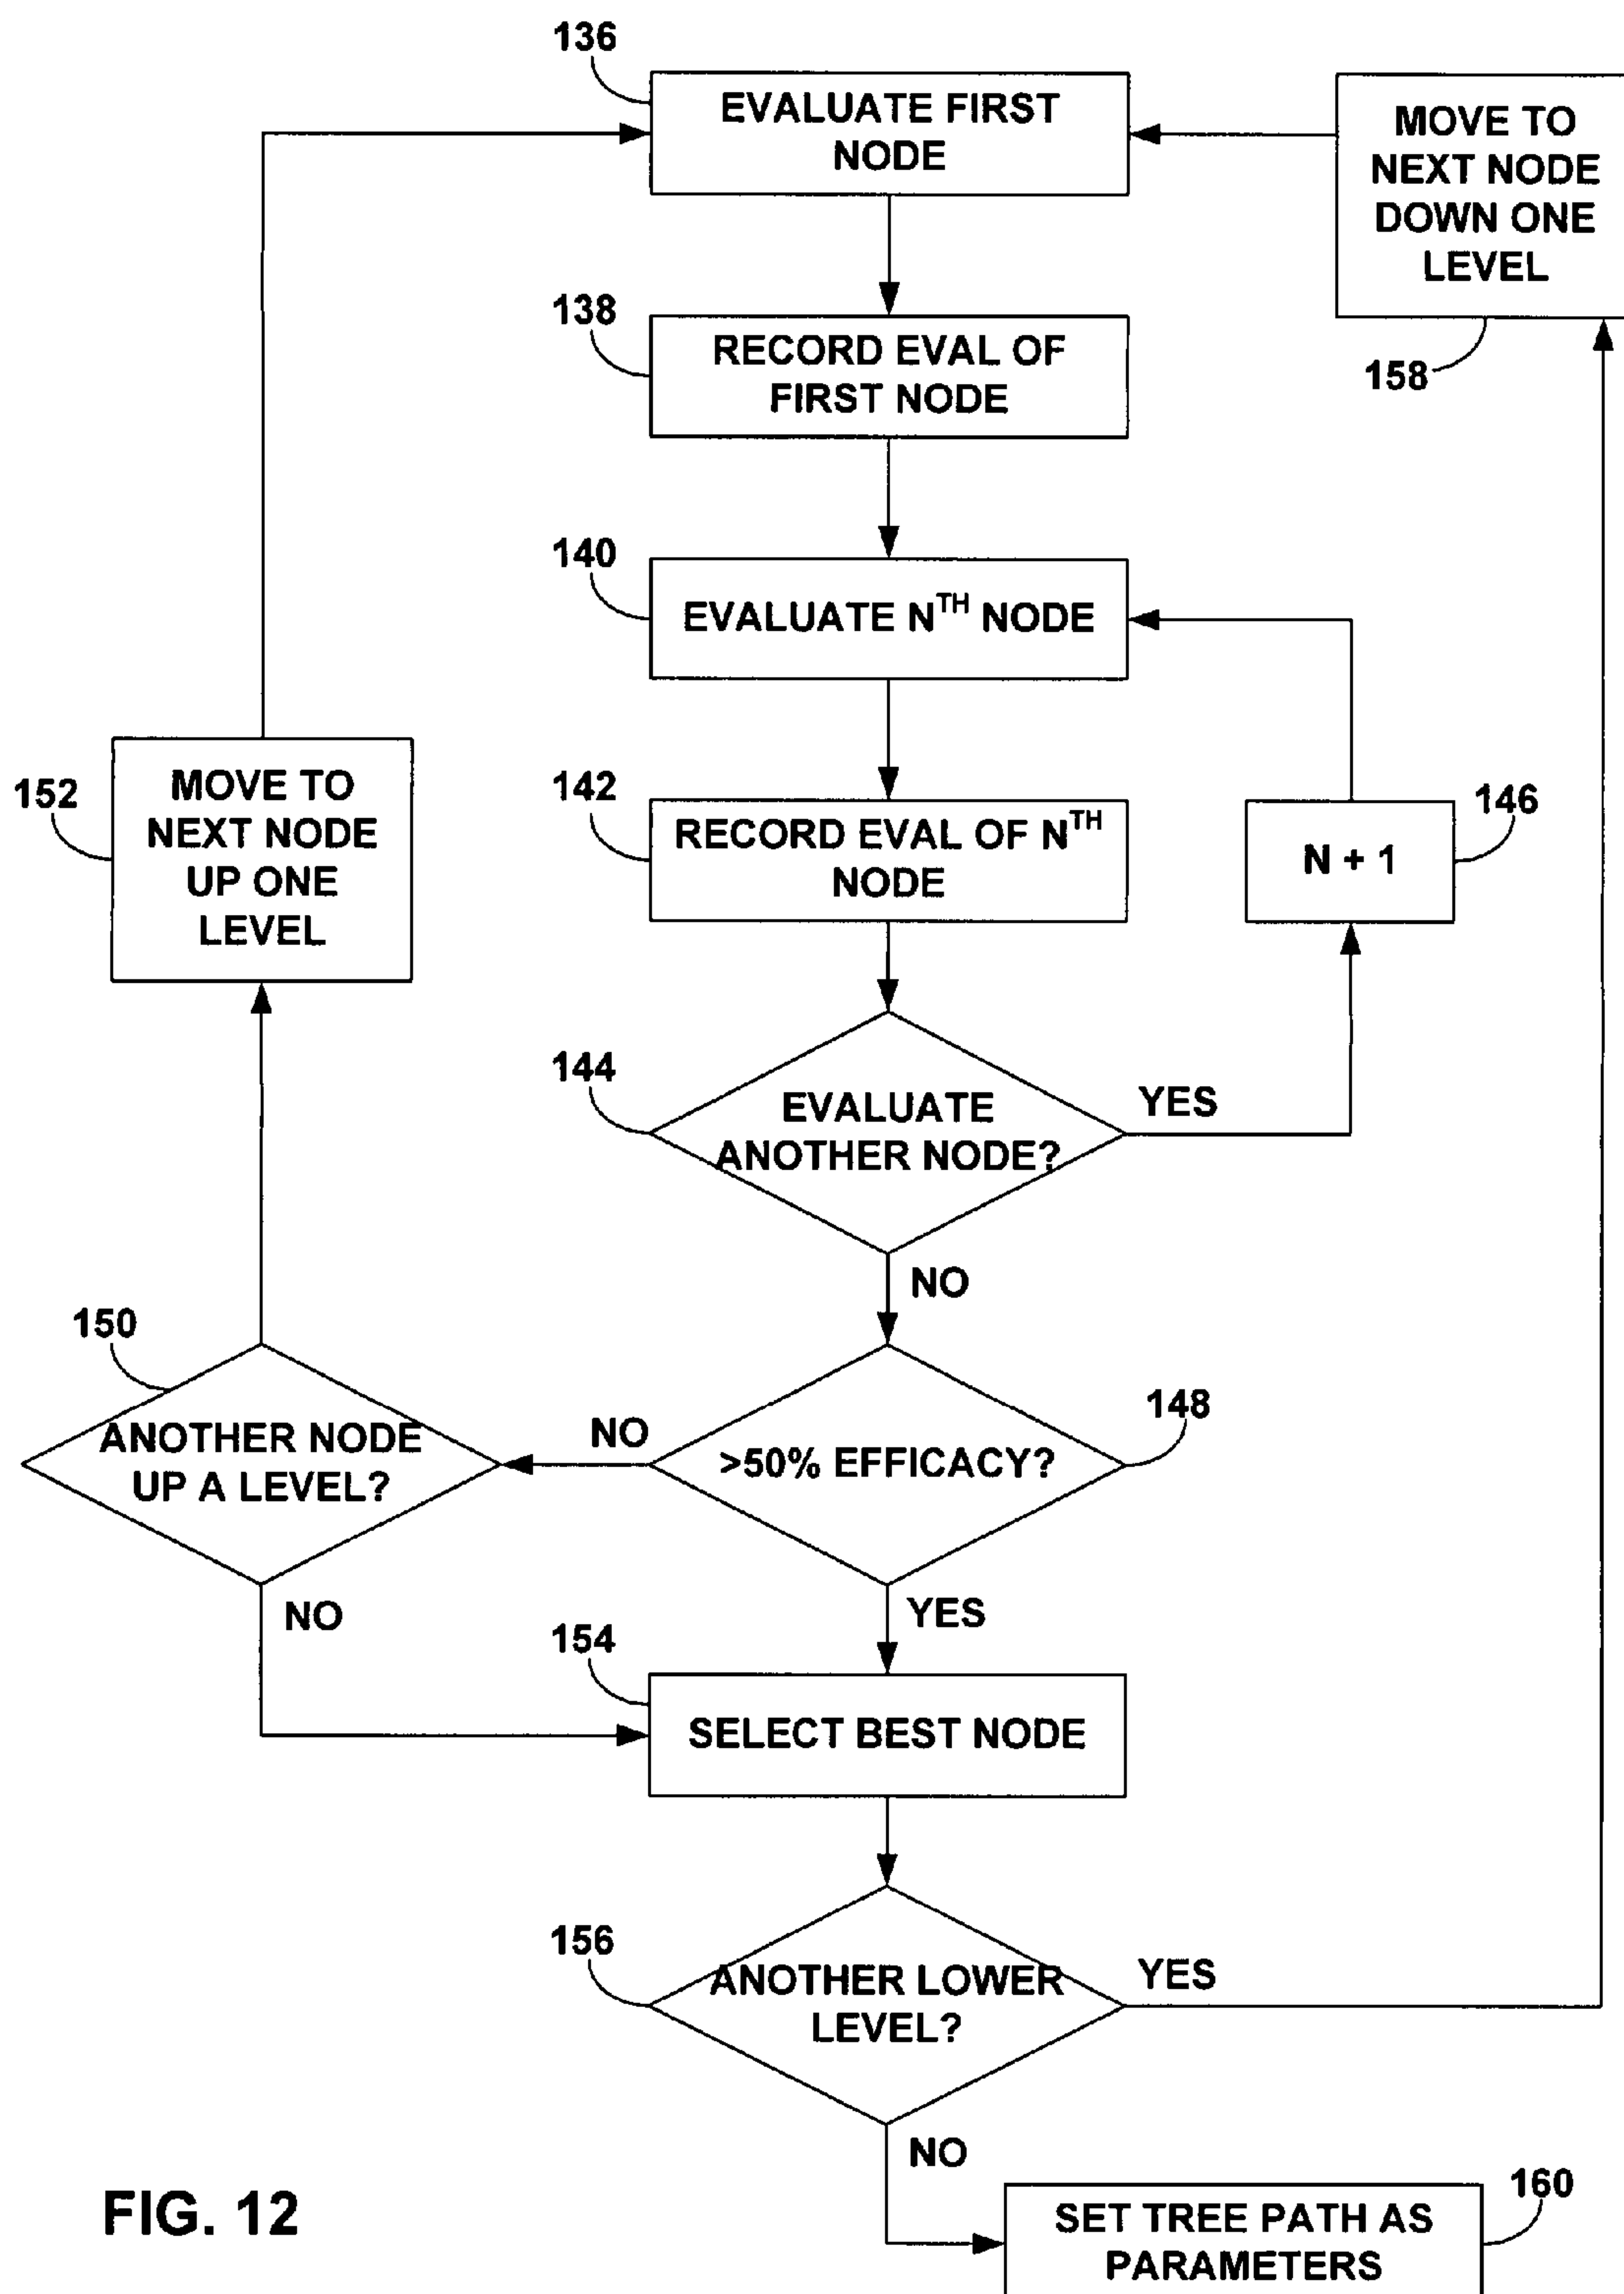 136
EVALUATE FIRST
NODE
MOVE TO
NEXT NODE
DOWN ONE
LEVEL
158
138
RECORD EVAL OF
FIRST NODE
140
EVALUATE NTH NODE
152
MOVE TO
NEXT NODE
UP ONE
LEVEL
142
RECORD EVAL OF NTH
NODE
146
N + 1
144
EVALUATE
ANOTHER NODE?
YES
NO
150
ANOTHER NODE
UP A LEVEL?
NO
148
>50% EFFICACY?
NO
YES
154
SELECT BEST NODE
156
ANOTHER LOWER
LEVEL?
YES
NO
160
SET TREE PATH AS
PARAMETERS
FIG. 12